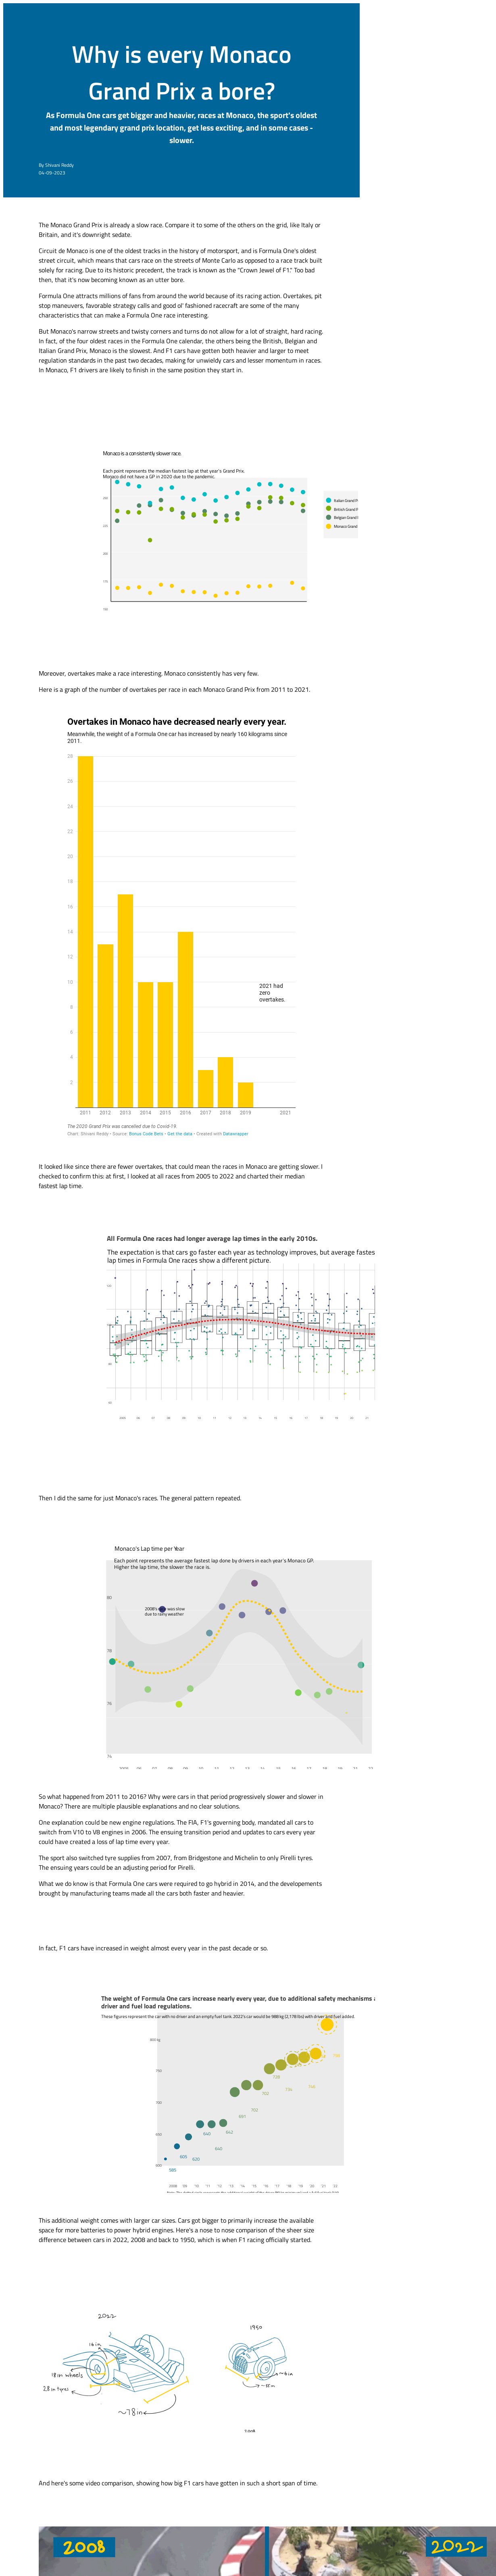 Why is every Monaco
Grand Prix a bore?
As Formula One cars get bigger and heavier, races at Monaco, the sport's oldest
and most legendary grand prix location, get less exciting, and in some cases -
slower.
By Shivani Reddy
04-09-2023
The Monaco Grand Prix is already a slow race. Compare it to some of the others on the grid, like Italy or
Britain, and it's downright sedate.
Circuit de Monaco is one of the oldest tracks in the history of motorsport, and is Formula One's oldest
street circuit, which means that cars race on the streets of Monte Carlo as opposed to a race track built
solely for racing. Due to its historic precedent, the track is known as the "Crown Jewel of F1." Too bad
then, that it's now becoming known as an utter bore.
Formula One attracts millions of fans from around the world because of its racing action. Overtakes, pit
stop maneuvers, favorable strategy calls and good ol' fashioned racecraft are some of the many
characteristics that can make a Formula One race interesting.
But Monaco's narrow streets and twisty corners and turns do not allow for a lot of straight, hard racing.
In fact, of the four oldest races in the Formula One calendar, the others being the British, Belgian and
Italian Grand Prix, Monaco is the slowest. And F1 cars have gotten both heavier and larger to meet
regulation standards in the past two decades, making for unwieldy cars and lesser momentum in races.
In Monaco, F1 drivers are likely to finish in the same position they start in.
Monaco is a consistently slower race.
Each point represents the median fastest lap at that year's Grand Prix.
Monaco did not have a GP in 2020 due to the pandemic.
Italian Grand P
British Grand P
Belgian Grand
Monaco Grand
Moreover, overtakes make a race interesting. Monaco consistently has very few.
Here is a graph of the number of overtakes per race in each Monaco Grand Prix from 2011 to 2021.
Overtakes in Monaco have decreased nearly every year.
Meanwhile, the weight of a Formula One car has increased by nearly 160 kilograms since
2011.
28
26
24
22
20
18
16
14
12
10
8
6
4
2
2021 had
zero
overtakes.
2011 2012 2013 2014 2015 2016 2017 2018 2019 2021
The 2020 Grand Prix was cancelled due to Covid-19.
Chart: Shivani Reddy • Source: Bonus Code Bets • Get the data • Created with Datawrapper
It looked like since there are fewer overtakes, that could mean the races in Monaco are getting slower. I
checked to confirm this: at first, I looked at all races from 2005 to 2022 and charted their median
fastest lap time.
All Formula One races had longer average lap times in the early 2010s.
The expectation is that cars go faster each year as technology improves, but average fastes
lap times in Formula One races show a different picture.
Then I did the same for just Monaco's races. The general pattern repeated.
Monaco's Lap time per Year
Each point represents the average fastest lap done by drivers in each year's Monaco GP.
Higher the lap time, the slower the race is.
80
2008's was slow
due to rainy weather
78
76
74
So what happened from 2011 to 2016? Why were cars in that period progressively slower and slower in
Monaco? There are multiple plausible explanations and no clear solutions.
One explanation could be new engine regulations. The FIA, F1's governing body, mandated all cars to
switch from V10 to V8 engines in 2006. The ensuing transition period and updates to cars every year
could have created a loss of lap time every year.
The sport also switched tyre supplies from 2007, from Bridgestone and Michelin to only Pirelli tyres.
The ensuing years could be an adjusting period for Pirelli.
What we do know is that Formula One cars were required to go hybrid in 2014, and the developements
brought by manufacturing teams made all the cars both faster and heavier.
In fact, F1 cars have increased in weight almost every year in the past decade or so.
The weight of Formula One cars increase nearly every year, due to additional safety mechanisms a
driver and fuel load regulations.
These figures represent the car with no driver and an empty fuel tank. 2022's car would be 988 kg (2,178 lbs) with driver and fuel added.
585
605
620
640
640
642
691
702
702
728
2008 '09 '10 '11 '12 '13 '14 '15 '16 '17 '18 '19 '20 '21 '22
This additional weight comes with larger car sizes. Cars got bigger to primarily increase the available
space for more batteries to power hybrid engines. Here's a nose to nose comparison of the sheer size
difference between cars in 2022, 2008 and back to 1950, which is when F1 racing officially started.
2022
1950
16 in
18 in wheels
28 in tyres
~78 in
And here's some video comparison, showing how big F1 cars have gotten in such a short span of time.
2008
2022